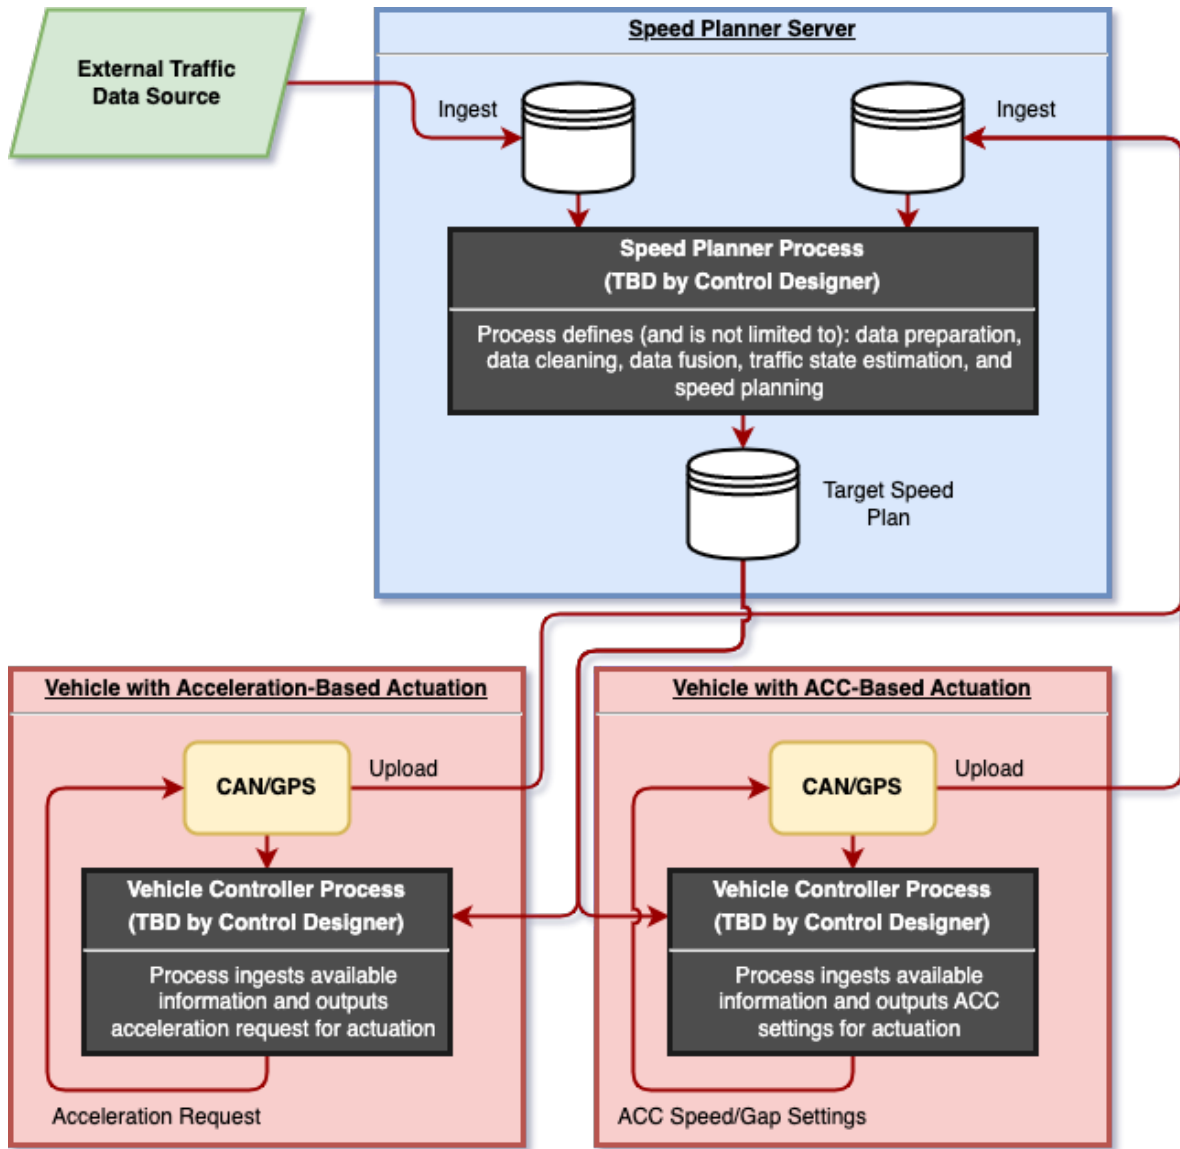 External Traffic
Data Source
Speed Planner Server
Ingest
Ingest
Speed Planner Process
(TBD by Control Designer)
Process defines (and is not limited to): data preparation,
data cleaning, data fusion, traffic state estimation, and
speed planning
Target Speed
Plan
Vehicle with Acceleration-Based Actuation
CAN/GPS
Upload
Vehicle Controller Process
(TBD by Control Designer)
Process ingests available
information and outputs
acceleration request for actuation
Acceleration Request
Vehicle with ACC-Based Actuation
CAN/GPS
Upload
Vehicle Controller Process
(TBD by Control Designer)
Process ingests available
information and outputs ACC
settings for actuation
ACC Speed/Gap Settings